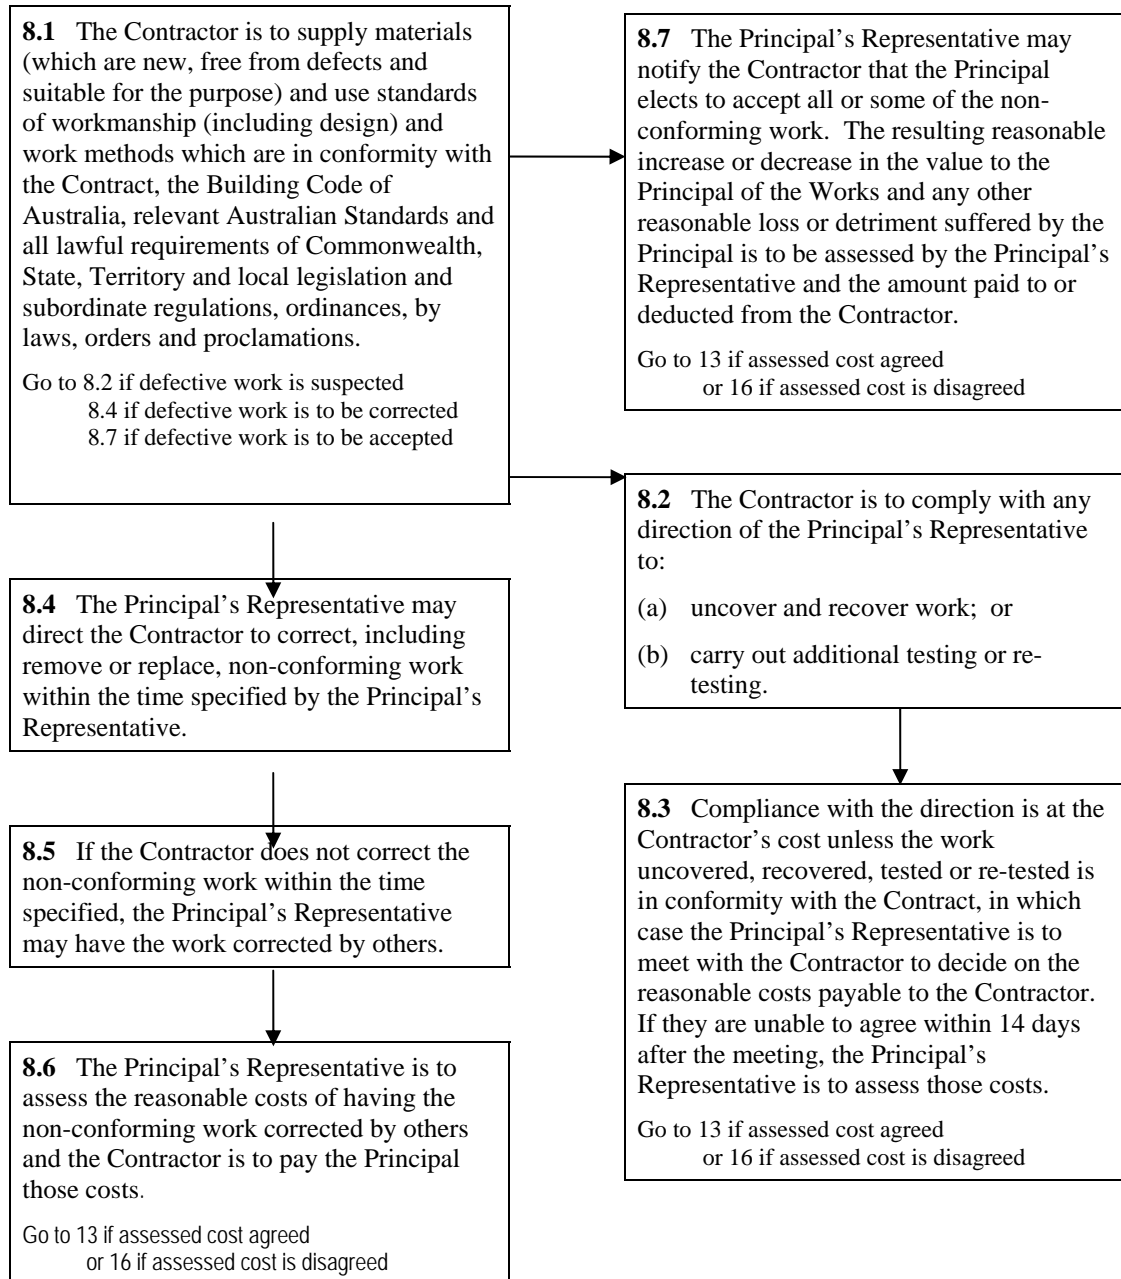 8.1 The Contractor is to supply materials
(which are new, free from defects and
suitable for the purpose) and use standards
of workmanship (including design) and
work methods which are in conformity with
the Contract, the Building Code of
Australia, relevant Australian Standards and
all lawful requirements of Commonwealth,
State, Territory and local legislation and
subordinate regulations, ordinances, by
laws, orders and proclamations.
Go to 8.2 if defective work is suspected
8.4 if defective work is to be corrected
8.7 if defective work is to be accepted
8.4 The Principal’s Representative may
direct the Contractor to correct, including
remove or replace, non-conforming work
within the time specified by the Principal’s
Representative.
8.5 If the Contractor does not correct the
non-conforming work within the time
specified, the Principal’s Representative
may have the work corrected by others.
8.6 The Principal’s Representative is to
assess the reasonable costs of having the
non-conforming work corrected by others
and the Contractor is to pay the Principal
those costs.
Go to 13 if assessed cost agreed
or 16 if assessed cost is disagreed
8.7 The Principal’s Representative may
notify the Contractor that the Principal
elects to accept all or some of the non-
conforming work. The resulting reasonable
increase or decrease in the value to the
Principal of the Works and any other
reasonable loss or detriment suffered by the
Principal is to be assessed by the Principal’s
Representative and the amount paid to or
deducted from the Contractor.
Go to 13 if assessed cost agreed
or 16 if assessed cost is disagreed
8.2 The Contractor is to comply with any
direction of the Principal’s Representative
to:
(a) uncover and recover work; or
(b) carry out additional testing or re-
testing.
8.3 Compliance with the direction is at the
Contractor’s cost unless the work
uncovered, recovered, tested or re-tested is
in conformity with the Contract, in which
case the Principal’s Representative is to
meet with the Contractor to decide on the
reasonable costs payable to the Contractor.
If they are unable to agree within 14 days
after the meeting, the Principal’s
Representative is to assess those costs.
Go to 13 if assessed cost agreed
or 16 if assessed cost is disagreed